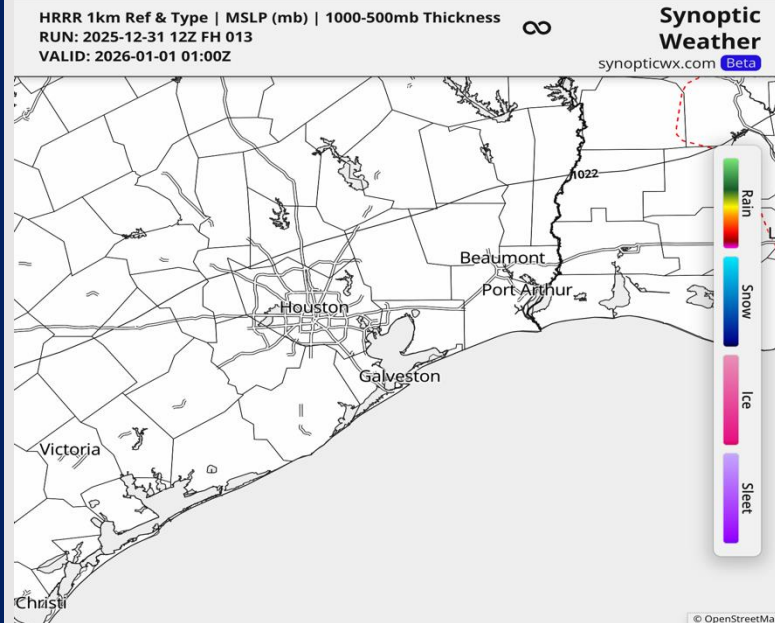 HRRR 1km Ref & Type | MSLP (mb) | 1000-500mb Thickness
RUN: 2025-12-31 12Z FH 013
VALID: 2026-01-01 01:00Z
Synoptic
Weather
synopticwx.com Beta
1022
Rain
Beaumont
Port Arthur
Snow
Houston
Galveston
Ice
Victoria
Sleet
Christi
© OpenStreetMa